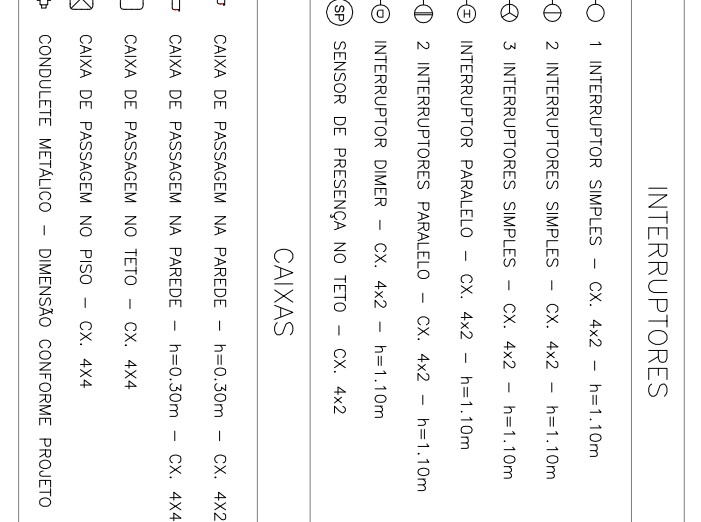 INTERRUPTORES
1 INTERRUPTOR SIMPLES - CX. 4x2 - h=1.10m
2 INTERRUPTORES SIMPLES - CX. 4x2 - h=1.10m
3 INTERRUPTORES SIMPLES - CX. 4x2 - h=1.10m
H INTERRUPTOR PARALELO - CX. 4x2 - h=1.10m
2 INTERRUPTORES PARALELO - CX. 4x2 - h=1.10m
D INTERRUPTOR DIMER - CX. 4x2 - h=1.10m
SP SENSOR DE PRESENÇA NO TETO - CX. 4x2
CAIXAS
CAIXA DE PASSAGEM NA PAREDE - h=0.30m - CX. 4X2
CAIXA DE PASSAGEM NA PAREDE - h=0.30m - CX. 4X4
CAIXA DE PASSAGEM NO TETO - CX. 4X4
CAIXA DE PASSAGEM NO PISO - CX. 4X4
CONDULETE METÁLICO - DIMENSÃO CONFORME PROJETO